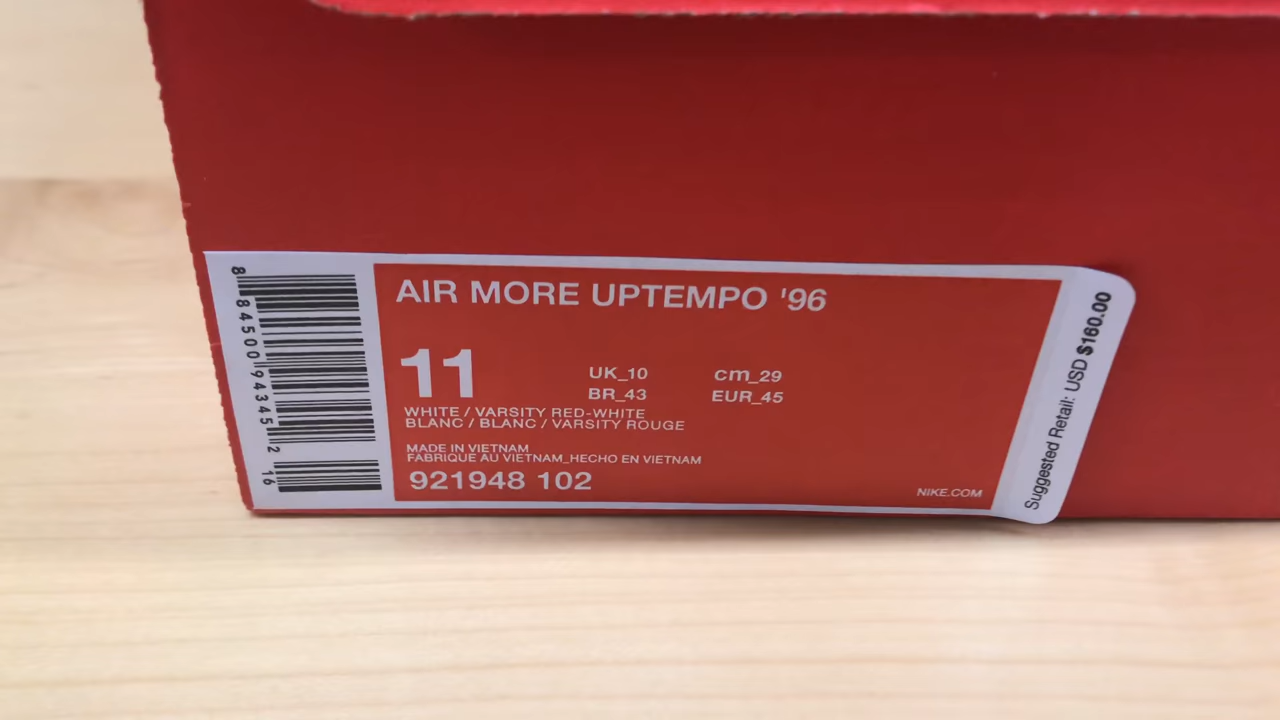 AIR MORE UPTEMPO '96
11
UK_10 cm_29
BR_43 EUR_45
WHITE / VARSITY RED-WHITE
BLANC / BLANC / VARSITY ROUGE
MADE IN VIETNAM
FABRIQUE AU VIETNAM_HECHO EN VIETNAM
921948 102
NIKE.COM
8 84500 94345 2 16
Suggested Retail: USD $160.00